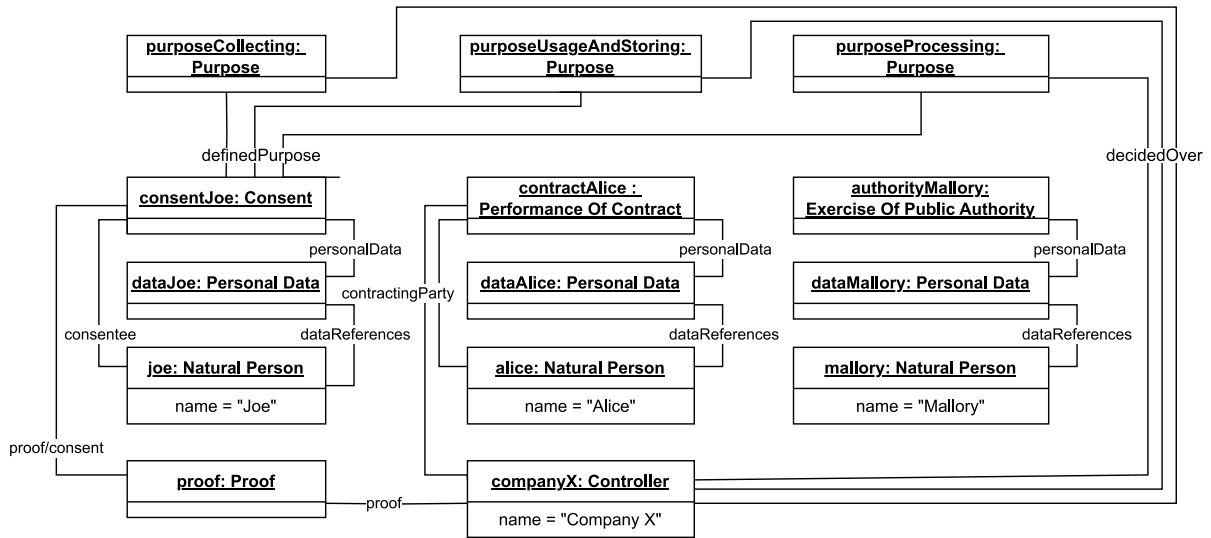 purposeCollecting:
Purpose
purposeUsageAndStoring:
Purpose
purposeProcessing:
Purpose
definedPurpose
decidedOver
consentJoe: Consent
contractAlice :
Performance Of Contract
authorityMallory:
Exercise Of Public Authority
personalData
personalData
personalData
dataJoe: Personal Data
dataAlice: Personal Data
dataMallory: Personal Data
contractingParty
consentee
dataReferences
dataReferences
dataReferences
joe: Natural Person
alice: Natural Person
mallory: Natural Person
name = "Joe"
name = "Alice"
name = "Mallory"
proof/consent
proof: Proof
companyX: Controller
proof
name = "Company X"